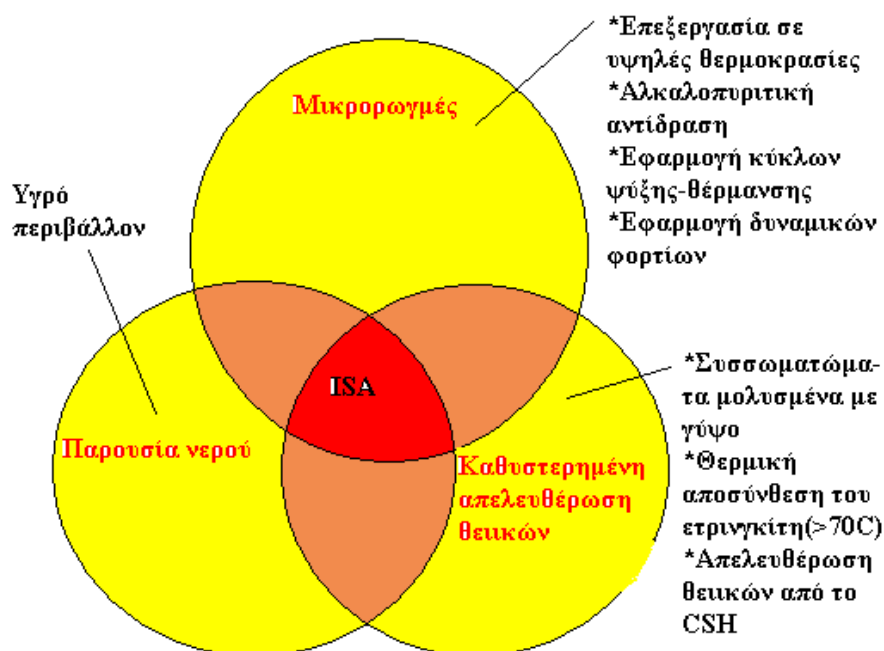 *Επεξεργασία σε
υψηλές θερμοκρασίες
*Αλκαλοπυριτική
αντίδραση
*Εφαρμογή κύκλων
ψύξης-θέρμανσης
*Εφαρμογή δυναμικών
φορτίων
Μικρορωγμές
Υγρό
περιβάλλον
ISA
Παρουσία νερού
Καθυστερημένη
απελευθέρωση
θειικών
*Συσσωματώμα-
τα μολυσμένα με
γύψο
*Θερμική
αποσύνθεση του
ετρινγκίτη(>70C)
*Απελευθέρωση
θειικών από το
CSH